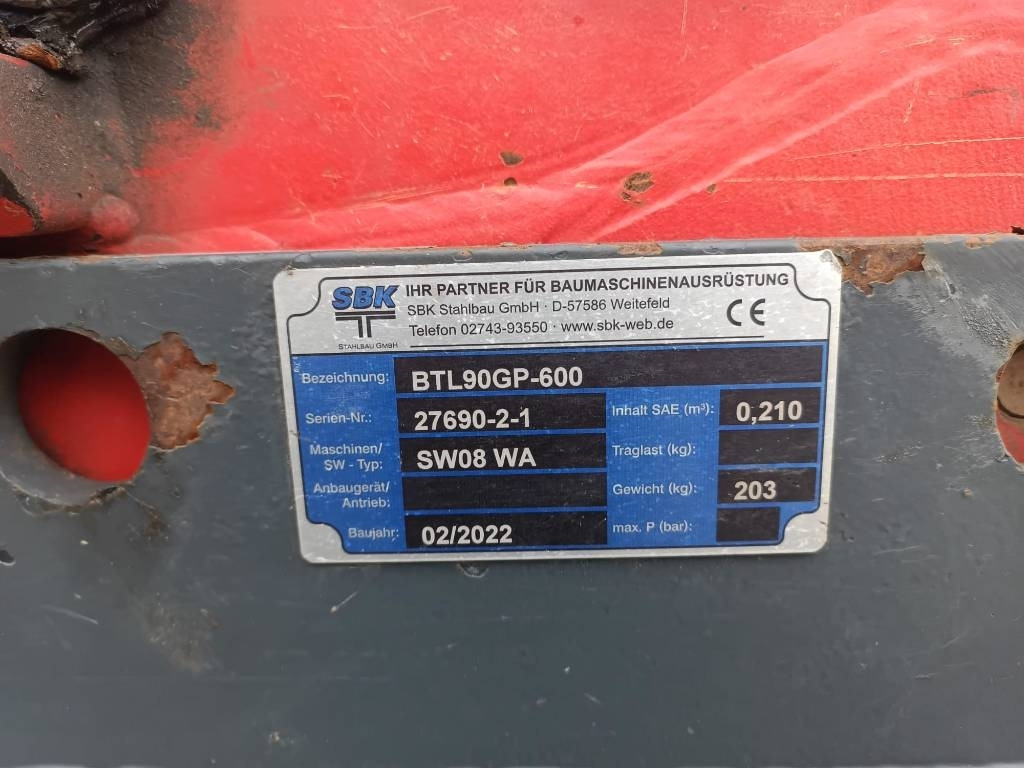 SBK
STAHLBAU GMBH
IHR PARTNER FÜR BAUMASCHINENAUSRÜSTUNG
SBK Stahlbau GmbH · D-57586 Weitefeld
Telefon 02743-93550 · www.sbk-web.de
CE
Bezeichnung: BTL90GP-600
Serien-Nr.: 27690-2-1 Inhalt SAE (m³): 0,210
Maschinen/
SW - Typ: SW08 WA Traglast (kg):
Anbaugerät/
Antrieb: Gewicht (kg): 203
Baujahr: 02/2022 max. P (bar):